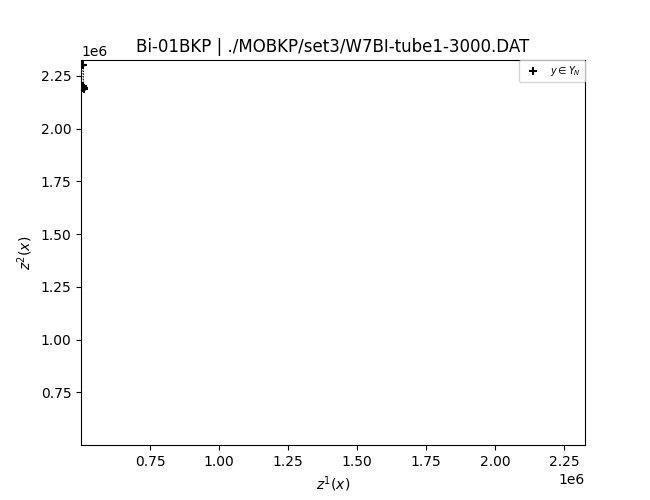 Bi-01BKP | ./MOBKP/set3/W7BI-tube1-3000.DAT
1e6
y ∈ Y_N
2.25
2.00
1.75
1.50
1.25
1.00
0.75
z²(x)
0.75 1.00 1.25 1.50 1.75 2.00 2.25
1e6
z¹(x)